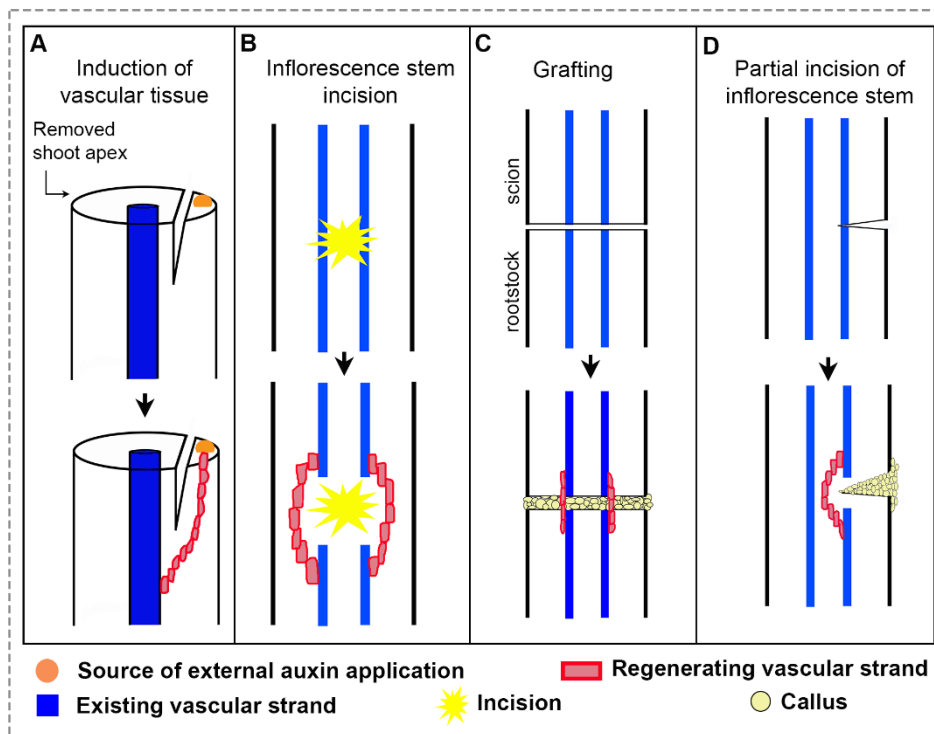 A
Induction of
vascular tissue
Removed
shoot apex
B
Inflorescence stem
incision
C
Grafting
scion
rootstock
D
Partial incision of
inflorescence stem
Source of external auxin application
Regenerating vascular strand
Existing vascular strand
Incision
Callus